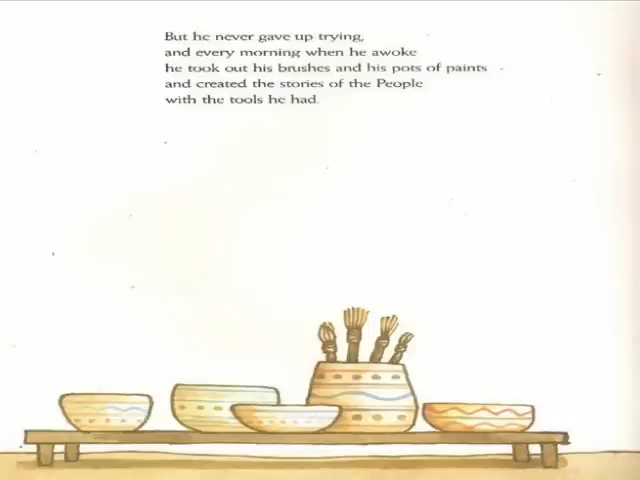 But he never gave up trying,
and every morning when he awoke
he took out his brushes and his pots of paints
and created the stories of the People
with the tools he had.